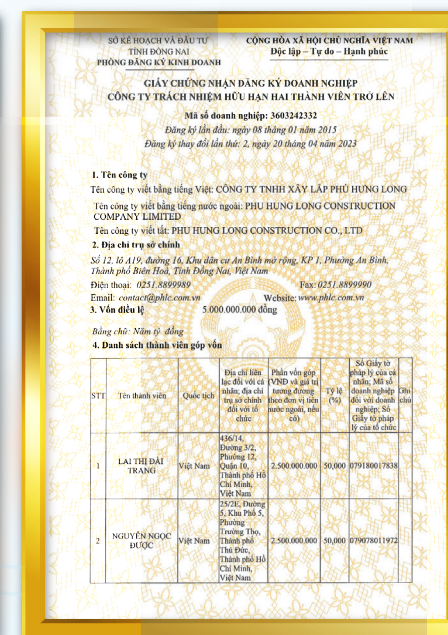 SỞ KẾ HOẠCH VÀ ĐẦU TƯ
TỈNH ĐỒNG NAI
PHÒNG ĐĂNG KÝ KINH DOANH
CỘNG HÒA XÃ HỘI CHỦ NGHĨA VIỆT NAM
Độc lập – Tự do – Hạnh phúc
GIẤY CHỨNG NHẬN ĐĂNG KÝ DOANH NGHIỆP
CÔNG TY TRÁCH NHIỆM HỮU HẠN HAI THÀNH VIÊN TRỞ LÊN
Mã số doanh nghiệp: 3603242332
Đăng ký lần đầu: ngày 08 tháng 01 năm 2015
Đăng ký thay đổi lần thứ: 2, ngày 20 tháng 04 năm 2023
1. Tên công ty
Tên công ty viết bằng tiếng Việt: CÔNG TY TNHH XÂY LẮP PHÚ HƯNG LONG
Tên công ty viết bằng tiếng nước ngoài: PHU HUNG LONG CONSTRUCTION
COMPANY LIMITED
Tên công ty viết tắt: PHU HUNG LONG CONSTRUCTION CO., LTD
2. Địa chỉ trụ sở chính
Số 12, lô A19, đường 16, Khu dân cư An Bình mở rộng, KP 1, Phường An Bình,
Thành phố Biên Hoà, Tỉnh Đồng Nai, Việt Nam
Điện thoại: 0251.8899989 Fax: 0251.8899990
Email: contact@phlc.com.vn Website: www.phlc.com.vn
3. Vốn điều lệ 5.000.000.000 đồng
Bằng chữ: Năm tỷ đồng
4. Danh sách thành viên góp vốn
STT
Tên thành viên
Quốc tịch
Địa chỉ liên
lạc đối với cá
nhân; địa chỉ
trụ sở chính
đối với tổ
chức
Phần vốn góp
(VNĐ và giá trị
tương đương
theo đơn vị tiền
nước ngoài, nếu
có)
Tỷ lệ
(%)
Số Giấy tờ
pháp lý của cá
nhân; Mã số
doanh nghiệp
đối với doanh
nghiệp; Số
Giấy tờ pháp
lý của tổ chức
Ghi
chú
1
LAI THỊ ĐÀI
TRANG
Việt Nam
436/14,
Đường 3/2,
Phường 12,
Quận 10,
Thành phố Hồ
Chí Minh,
Việt Nam
2.500.000.000
50,000
079180017838
2
NGUYỄN NGỌC
ĐƯỢC
Việt Nam
25/2E, Đường
5, Khu Phố 5,
Phường
Trường Thọ,
Thành phố
Thủ Đức,
Thành phố Hồ
Chí Minh,
Việt Nam
2.500.000.000
50,000
079078011972